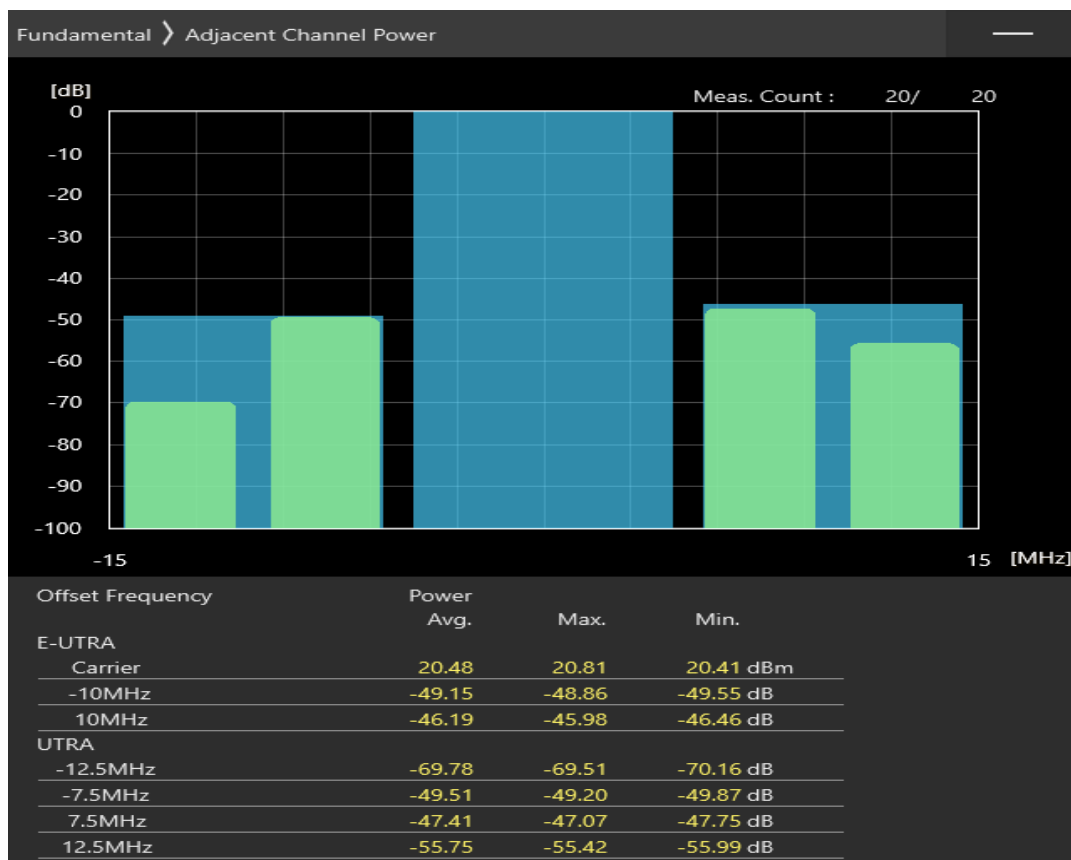 Fundamental 〉 Adjacent Channel Power
[dB]
Meas. Count : 20/ 20
0
-10
-20
-30
-40
-50
-60
-70
-80
-90
-100
-15 15 [MHz]
Offset Frequency Power
Avg. Max. Min.
E-UTRA
Carrier 20.48 20.81 20.41 dBm
-10MHz -49.15 -48.86 -49.55 dB
10MHz -46.19 -45.98 -46.46 dB
UTRA
-12.5MHz -69.78 -69.51 -70.16 dB
-7.5MHz -49.51 -49.20 -49.87 dB
7.5MHz -47.41 -47.07 -47.75 dB
12.5MHz -55.75 -55.42 -55.99 dB